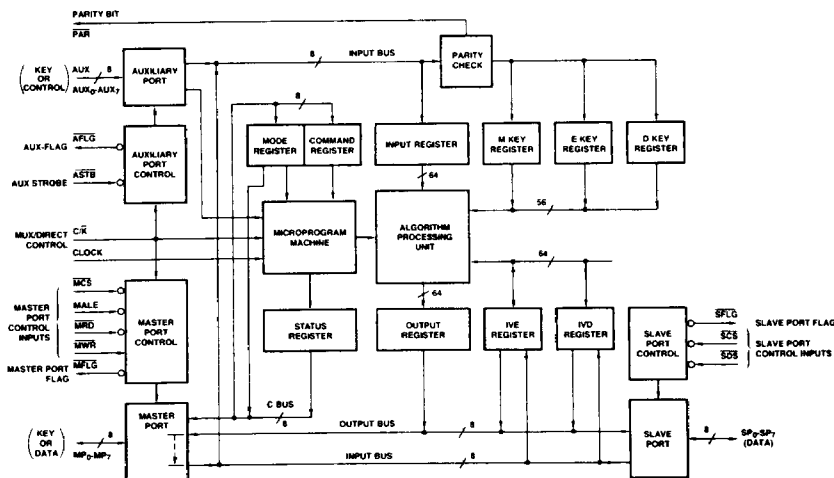 PARITY BIT
PAR
KEY
OR
CONTROL
AUX
8
AUX0-AUX7
AUXILIARY
PORT
8
INPUT BUS
PARITY
CHECK
8
MODE
REGISTER
COMMAND
REGISTER
INPUT REGISTER
M KEY
REGISTER
E KEY
REGISTER
D KEY
REGISTER
AUX-FLAG
AFLG
AUX STROBE
ASTB
AUXILIARY
PORT
CONTROL
64
56
MUX/DIRECT
CONTROL
C/K
CLOCK
MICROPROGRAM
MACHINE
ALGORITHM
PROCESSING
UNIT
64
64
MASTER
PORT
CONTROL
INPUTS
MCS
MALE
MRD
MWR
MASTER PORT
FLAG
MFLG
MASTER
PORT
CONTROL
STATUS
REGISTER
OUTPUT
REGISTER
IVE
REGISTER
IVD
REGISTER
SLAVE
PORT
CONTROL
SFLG
SLAVE PORT FLAG
SCS
SLAVE PORT
CONTROL INPUTS
SDS
KEY
OR
DATA
8
MP0-MP7
MASTER
PORT
C BUS
8
OUTPUT BUS
8
INPUT BUS
8
SLAVE
PORT
8
SP0-SP7
(DATA)